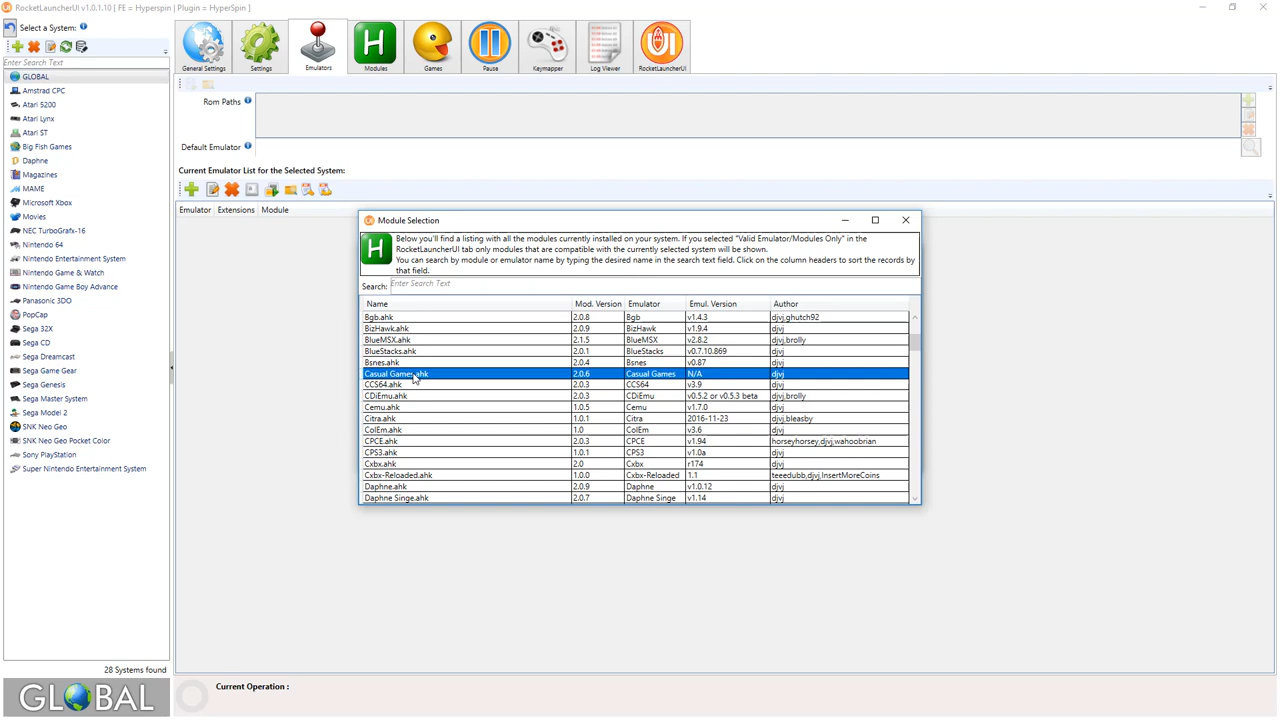 RocketLauncherUI v1.0.1.10 [ FE = Hyperspin | Plugin = HyperSpin ]
Select a System:
General Settings
Settings
Emulators
Modules
Games
Pause
Keymapper
Log Viewer
RocketLauncherUI
Enter Search Text
GLOBAL
Amstrad CPC
Atari 5200
Atari Lynx
Atari ST
Big Fish Games
Daphne
Magazines
MAME
Microsoft Xbox
Movies
NEC TurboGrafx-16
Nintendo 64
Nintendo Entertainment System
Nintendo Game & Watch
Nintendo Game Boy Advance
Panasonic 3DO
PopCap
Sega 32X
Sega CD
Sega Dreamcast
Sega Game Gear
Sega Genesis
Sega Master System
Sega Model 2
SNK Neo Geo
SNK Neo Geo Pocket Color
Sony PlayStation
Super Nintendo Entertainment System
28 Systems found
GLOBAL
Rom Paths
Default Emulator
Current Emulator List for the Selected System:
Emulator Extensions Module
Module Selection
Below you'll find a listing with all the modules currently installed on your system. If you selected "Valid Emulator/Modules Only" in the
RocketLauncherUI tab only modules that are compatible with the currently selected system will be shown.
You can search by module or emulator name by typing the desired name in the search text field. Click on the column headers to sort the records by
that field.
Search: Enter Search Text
Name Mod. Version Emulator Emul. Version Author
Bgb.ahk 2.0.8 Bgb v1.4.3 djvj,ghutch92
BizHawk.ahk 2.0.9 BizHawk v1.9.4 djvj
BlueMSX.ahk 2.1.5 BlueMSX v2.8.2 djvj,brolly
BlueStacks.ahk 2.0.1 BlueStacks v0.7.10.869 djvj
Bsnes.ahk 2.0.4 Bsnes v0.87 djvj
Casual Games.ahk 2.0.6 Casual Games N/A djvj
CCS64.ahk 2.0.3 CCS64 v3.9 djvj
CDiEmu.ahk 2.0.3 CDiEmu v0.5.2 or v0.5.3 beta djvj,brolly
Cemu.ahk 1.0.5 Cemu v1.7.0 djvj
Citra.ahk 1.0.1 Citra 2016-11-23 djvj,bleasby
ColEm.ahk 1.0 ColEm v3.6 djvj
CPCE.ahk 2.0.3 CPCE v1.94 horseyhorsey,djvj,wahoobrian
CPS3.ahk 1.0.1 CPS3 v1.0a djvj
Cxbx.ahk 2.0 Cxbx r174 djvj
Cxbx-Reloaded.ahk 1.0.0 Cxbx-Reloaded 1.1 teeedubb,djvj,InsertMoreCoins
Daphne.ahk 2.0.9 Daphne v1.0.12 djvj
Daphne Singe.ahk 2.0.7 Daphne Singe v1.14 djvj
Current Operation :